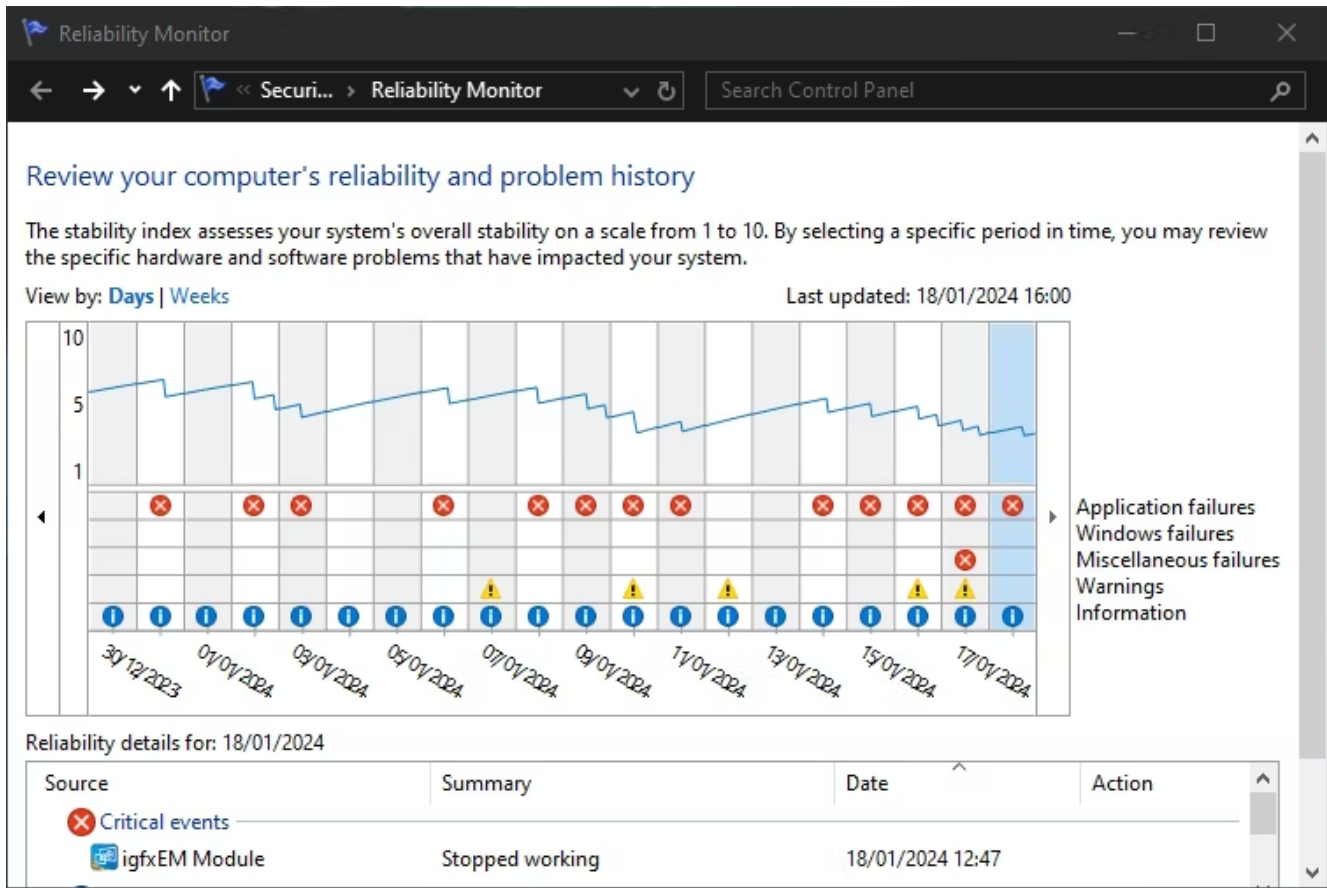 Reliability Monitor
« Securi... › Reliability Monitor
Search Control Panel
Review your computer's reliability and problem history
The stability index assesses your system's overall stability on a scale from 1 to 10. By selecting a specific period in time, you may review
the specific hardware and software problems that have impacted your system.
View by: Days | Weeks
Last updated: 18/01/2024 16:00
10
5
1
Application failures
Windows failures
Miscellaneous failures
Warnings
Information
30/12/2023
01/01/2024
03/01/2024
05/01/2024
07/01/2024
09/01/2024
11/01/2024
13/01/2024
15/01/2024
17/01/2024
Reliability details for: 18/01/2024
Source Summary Date Action
Critical events
igfxEM Module Stopped working 18/01/2024 12:47